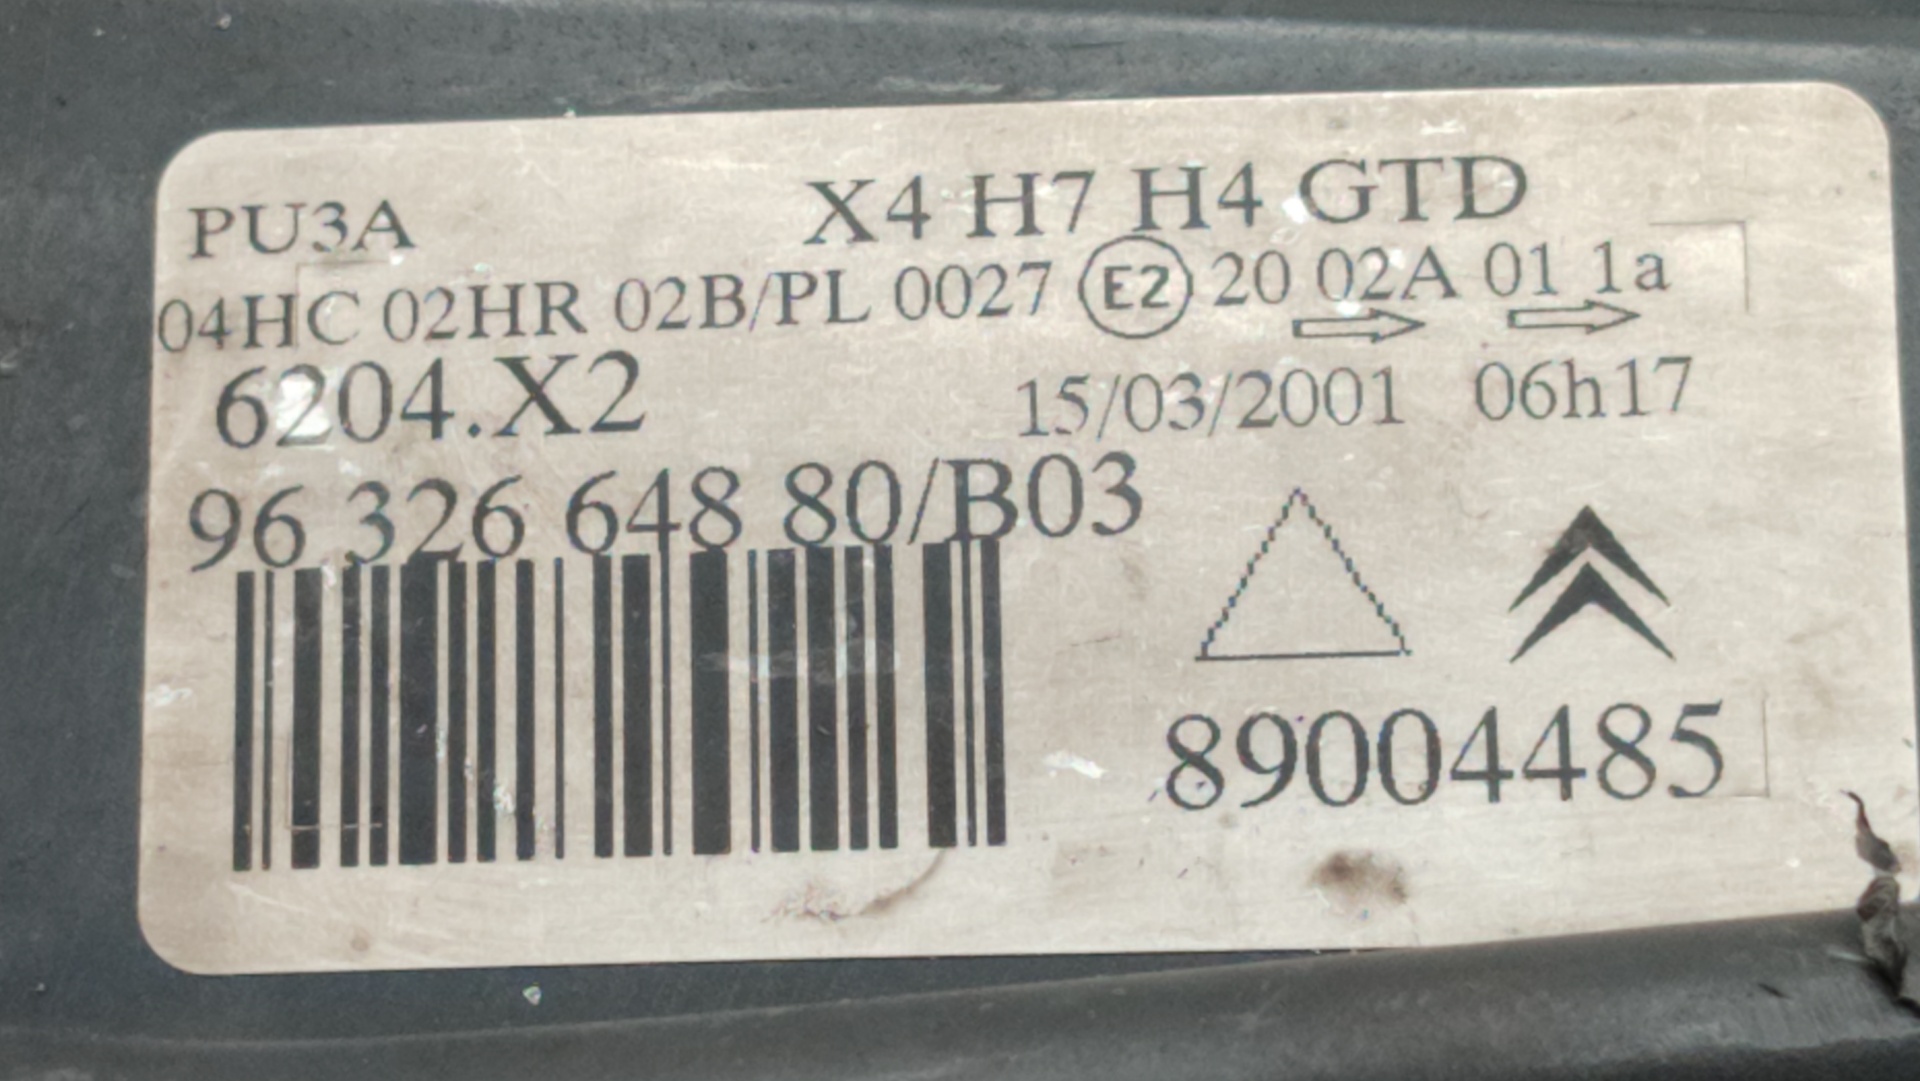 PU3A X4 H7 H4 GTD
04HC 02HR 02B/PL 0027 E2 20 02A 01 1a
6204.X2 15/03/2001 06h17
96 326 648 80/B03
89004485